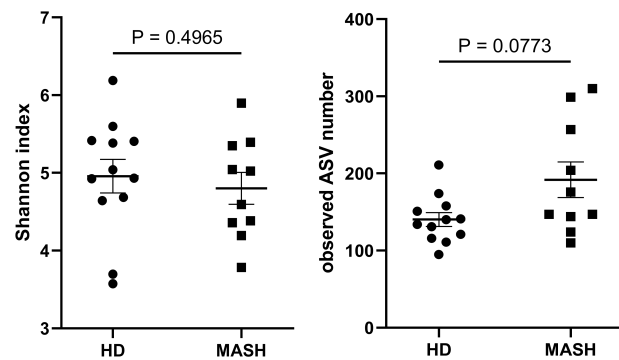 Shannon index
7
6
5
4
3
P = 0.4965
HD
MASH
observed ASV number
400
300
200
100
0
P = 0.0773
HD
MASH